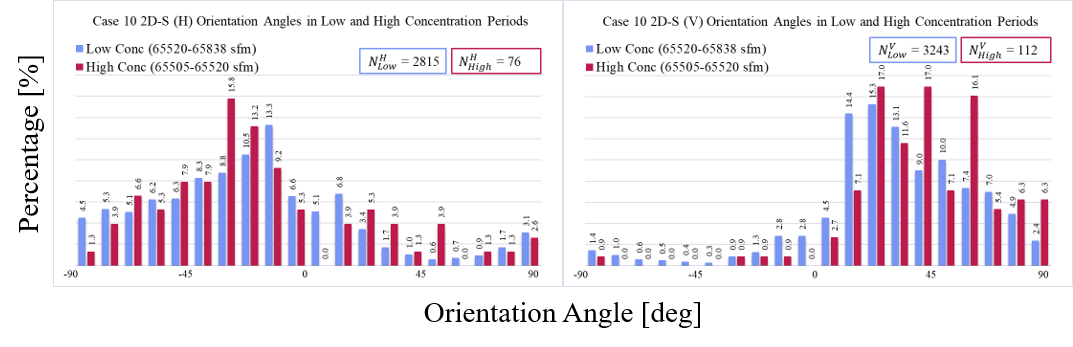 Case 10 2D-S (H) Orientation Angles in Low and High Concentration Periods
Low Conc (65520-65838 sfm)
High Conc (65505-65520 sfm)
N^H_Low = 2815
N^H_High = 76
4.5 1.3 5.3 3.9 5.1 6.6 6.2 5.3 6.3 7.9 8.3 7.9 8.8 15.8 10.5 13.2 13.3 9.2 6.6 5.3 5.1 0.0 6.8 3.9 3.4 5.3 1.7 3.9 1.0 1.3 0.6 3.9 0.7 0.0 0.9 1.3 1.7 1.3 3.1 2.6
-90 -45 0 45 90
Case 10 2D-S (V) Orientation Angles in Low and High Concentration Periods
Low Conc (65520-65838 sfm)
High Conc (65505-65520 sfm)
N^V_Low = 3243
N^V_High = 112
1.4 0.9 1.0 0.0 0.6 0.0 0.5 0.0 0.4 0.0 0.3 0.0 0.9 0.9 1.3 0.9 2.8 0.9 2.8 0.0 4.5 2.7 14.4 7.1 15.3 17.0 13.1 11.6 9.0 17.0 10.0 7.1 7.4 16.1 7.0 5.4 4.9 6.3 2.4 6.3
-90 -45 0 45 90
Percentage [%]
Orientation Angle [deg]